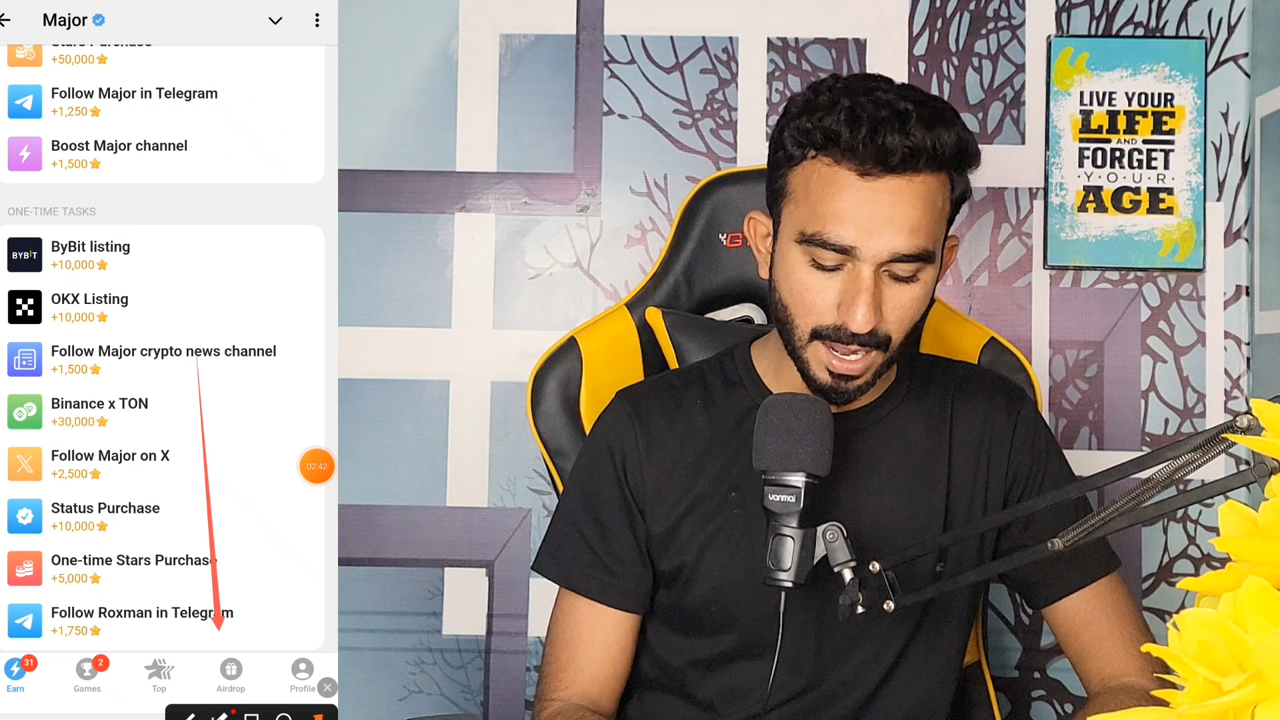 Major
Stars Purchase
+50,000
Follow Major in Telegram
+1,250
Boost Major channel
+1,500
ONE-TIME TASKS
ByBit listing
+10,000
BYBIT
OKX Listing
+10,000
Follow Major crypto news channel
+1,500
Binance x TON
+30,000
Follow Major on X
+2,500
02:42
Status Purchase
+10,000
One-time Stars Purchase
+5,000
Follow Roxman in Telegram
+1,750
31
2
Earn
Games
Top
Airdrop
Profile
LIVE YOUR
LIFE
AND
FORGET
·Y·O·U·R·
AGE
vanmai